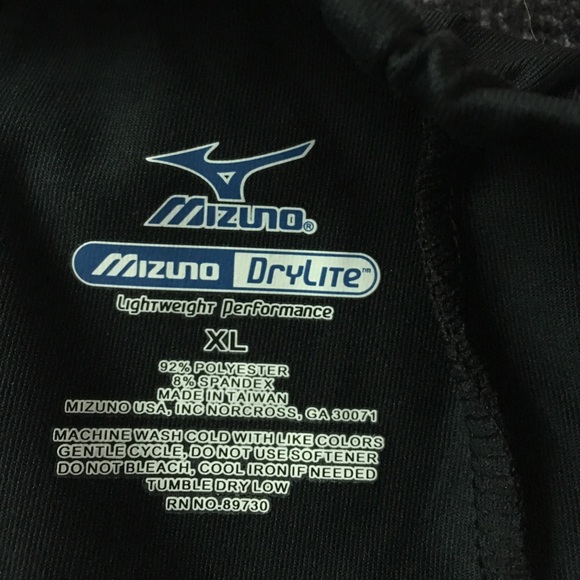 Mizuno®
Mizuno DryLite™
Lightweight Performance
XL
92% POLYESTER
8% SPANDEX
MADE IN TAIWAN
MIZUNO USA, INC NORCROSS, GA 30071
MACHINE WASH COLD WITH LIKE COLORS
GENTLE CYCLE, DO NOT USE SOFTENER
DO NOT BLEACH, COOL IRON IF NEEDED
TUMBLE DRY LOW
RN NO.89730